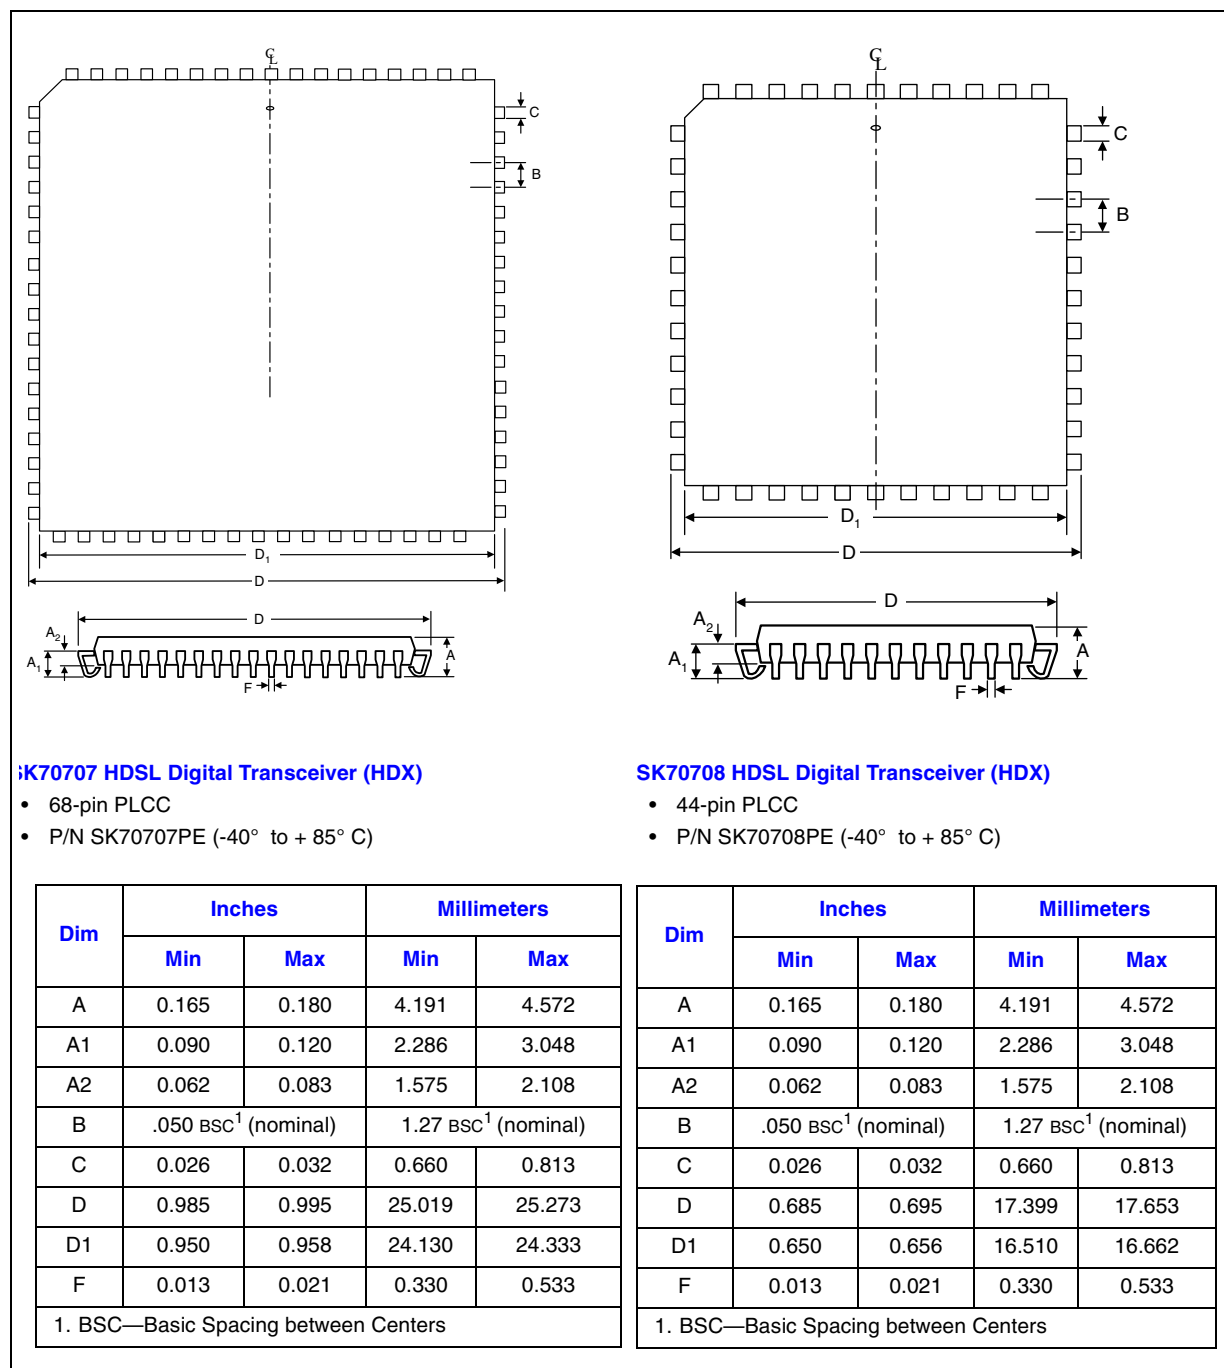 CL
C
B
D1
D
D
A2
A1
A
F
CL
C
B
D1
D
D
A2
A1
A
F
SK70707 HDSL Digital Transceiver (HDX)
• 68-pin PLCC
• P/N SK70707PE (-40° to + 85° C)
SK70708 HDSL Digital Transceiver (HDX)
• 44-pin PLCC
• P/N SK70708PE (-40° to + 85° C)
Dim Inches Millimeters
Min Max Min Max
A 0.165 0.180 4.191 4.572
A1 0.090 0.120 2.286 3.048
A2 0.062 0.083 1.575 2.108
B .050 BSC1 (nominal) 1.27 BSC1 (nominal)
C 0.026 0.032 0.660 0.813
D 0.985 0.995 25.019 25.273
D1 0.950 0.958 24.130 24.333
F 0.013 0.021 0.330 0.533
1. BSC—Basic Spacing between Centers
Dim Inches Millimeters
Min Max Min Max
A 0.165 0.180 4.191 4.572
A1 0.090 0.120 2.286 3.048
A2 0.062 0.083 1.575 2.108
B .050 BSC1 (nominal) 1.27 BSC1 (nominal)
C 0.026 0.032 0.660 0.813
D 0.685 0.695 17.399 17.653
D1 0.650 0.656 16.510 16.662
F 0.013 0.021 0.330 0.533
1. BSC—Basic Spacing between Centers